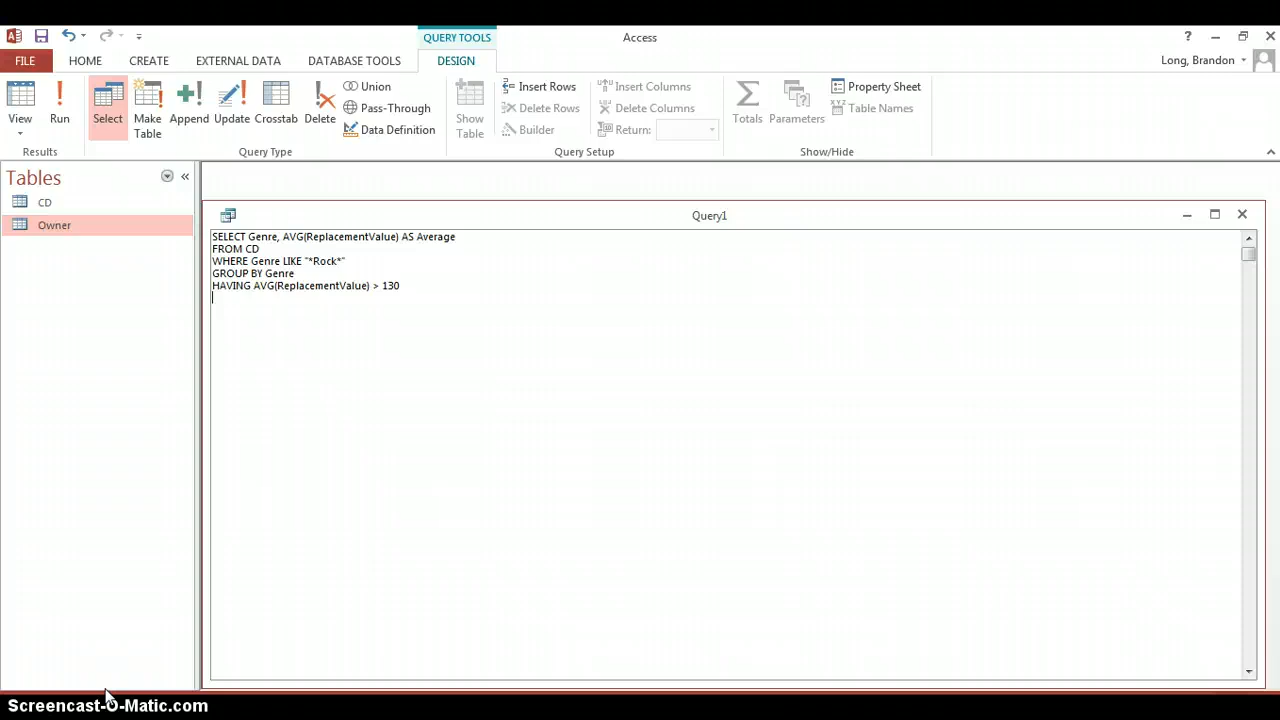 QUERY TOOLS
Access
?
FILE
HOME
CREATE
EXTERNAL DATA
DATABASE TOOLS
DESIGN
Long, Brandon
View
Run
Select
Make Table
Append
Update
Crosstab
Delete
Union
Pass-Through
Data Definition
Show Table
Insert Rows
Delete Rows
Builder
Insert Columns
Delete Columns
Return:
Totals
Parameters
Property Sheet
Table Names
Results
Query Type
Query Setup
Show/Hide
Tables
CD
Owner
Query1
SELECT Genre, AVG(ReplacementValue) AS Average
FROM CD
WHERE Genre LIKE "*Rock*"
GROUP BY Genre
HAVING AVG(ReplacementValue) > 130
Screencast-O-Matic.com